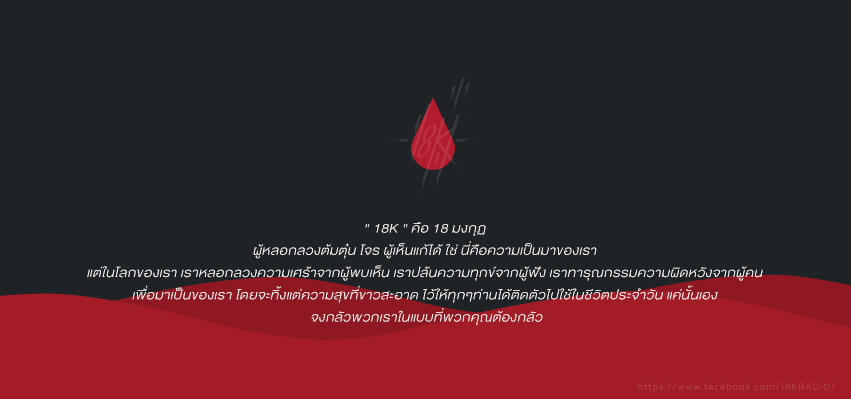 18K
" 18K " คือ 18 มงกุฎ
ผู้หลอกลวงต้มตุ๋น โจร ผู้เห็นแก้ได้ ใช่ นี่คือความเป็นมาของเรา
แต่ในโลกของเรา เราหลอกลวงความเศร้าจากผู้พบเห็น เราปล้นความทุกข์จากผู้ฟัง เราทารุณกรรมความผิดหวังจากผู้คน
เพื่อมาเป็นของเรา โดยจะทิ้งแต่ความสุขที่ขาวสะอาด ไว้ให้ทุกๆท่านได้ติดตัวไปใช้ในชีวิตประจำวัน แค่นั้นเอง
จงกลัวพวกเราในแบบที่พวกคุณต้องกลัว
https://www.facebook.com/18KRADIO/